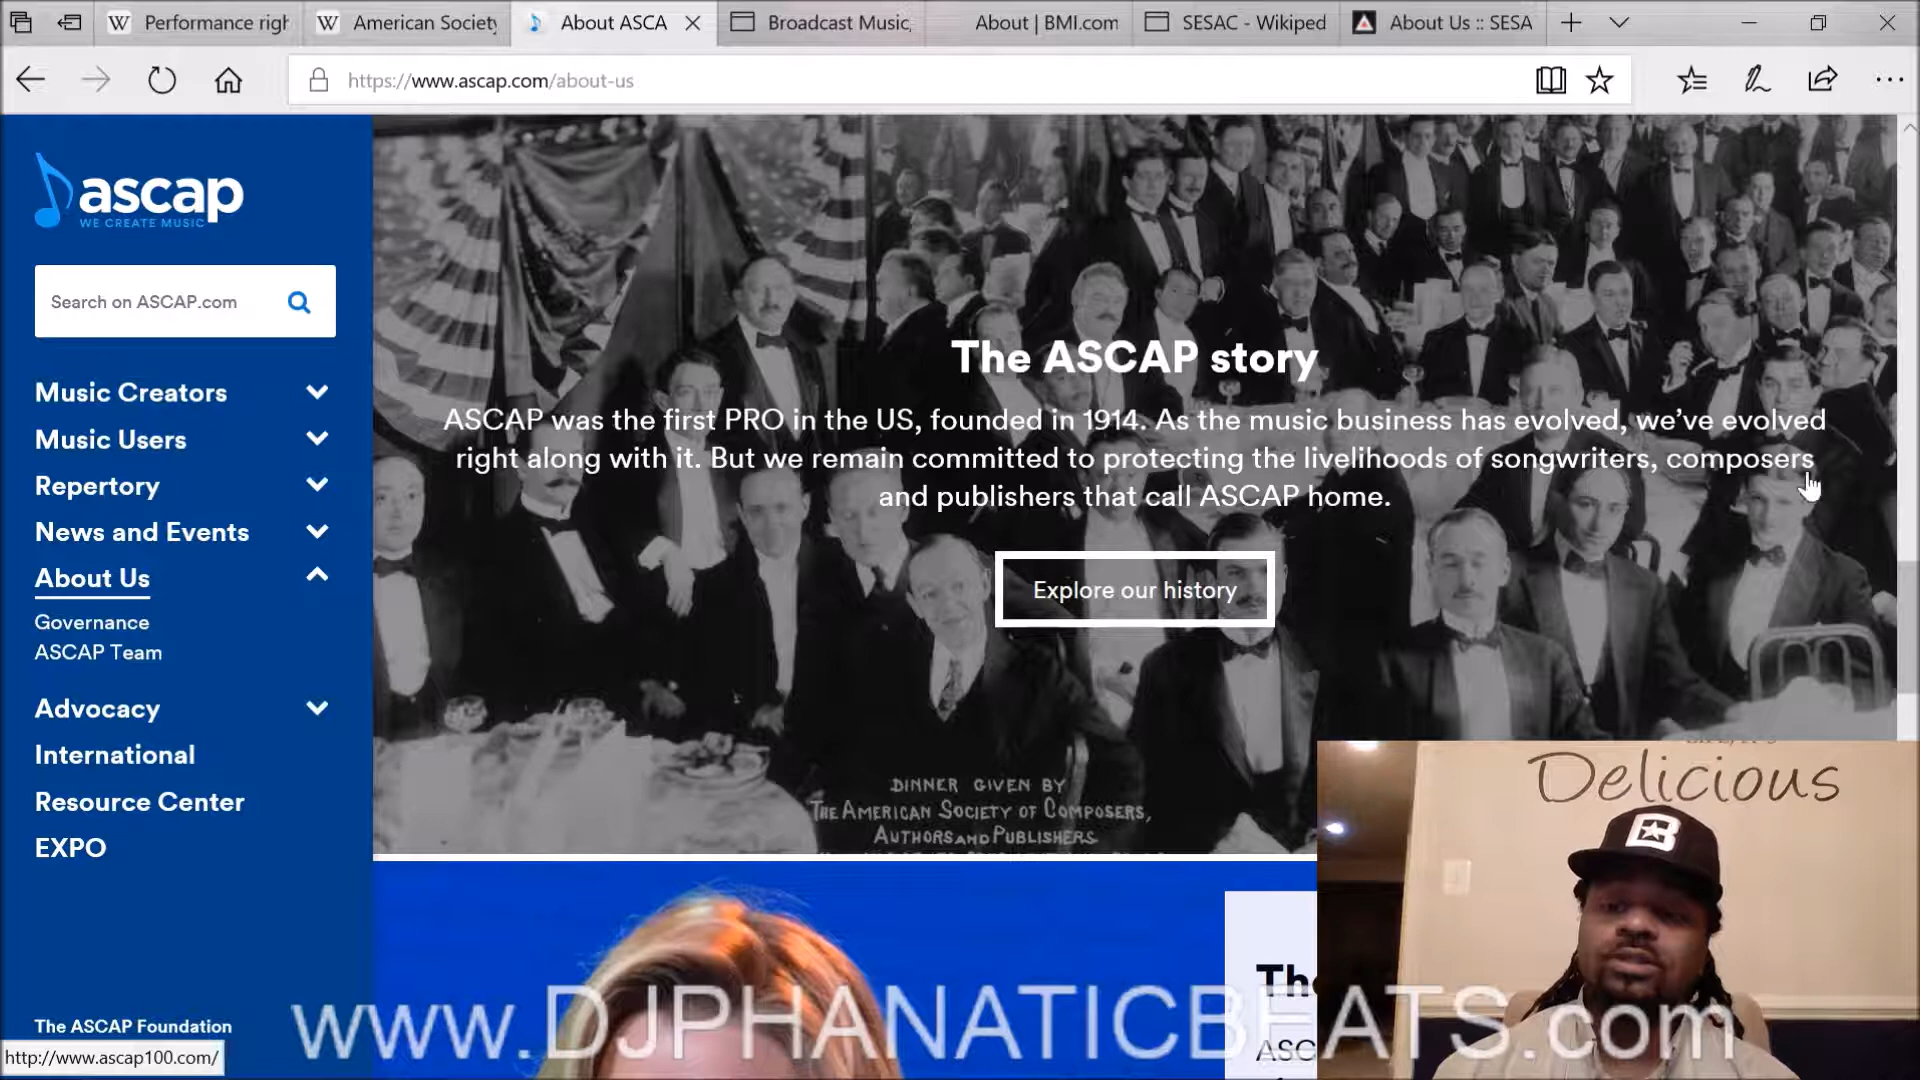 Performance righ
American Society
About ASCA
Broadcast Music,
About | BMI.com
SESAC - Wikiped
About Us :: SESA
https://www.ascap.com/about-us
ascap
WE CREATE MUSIC
Search on ASCAP.com
Music Creators
Music Users
Repertory
News and Events
About Us
Governance
ASCAP Team
Advocacy
International
Resource Center
EXPO
The ASCAP Foundation
http://www.ascap100.com/
The ASCAP story
ASCAP was the first PRO in the US, founded in 1914. As the music business has evolved, we've evolved
right along with it. But we remain committed to protecting the livelihoods of songwriters, composers
and publishers that call ASCAP home.
Explore our history
DINNER GIVEN BY
THE AMERICAN SOCIETY OF COMPOSERS,
AUTHORS AND PUBLISHERS
Delicious
B
The
ASC
www.DJPHANATICBEATS.com